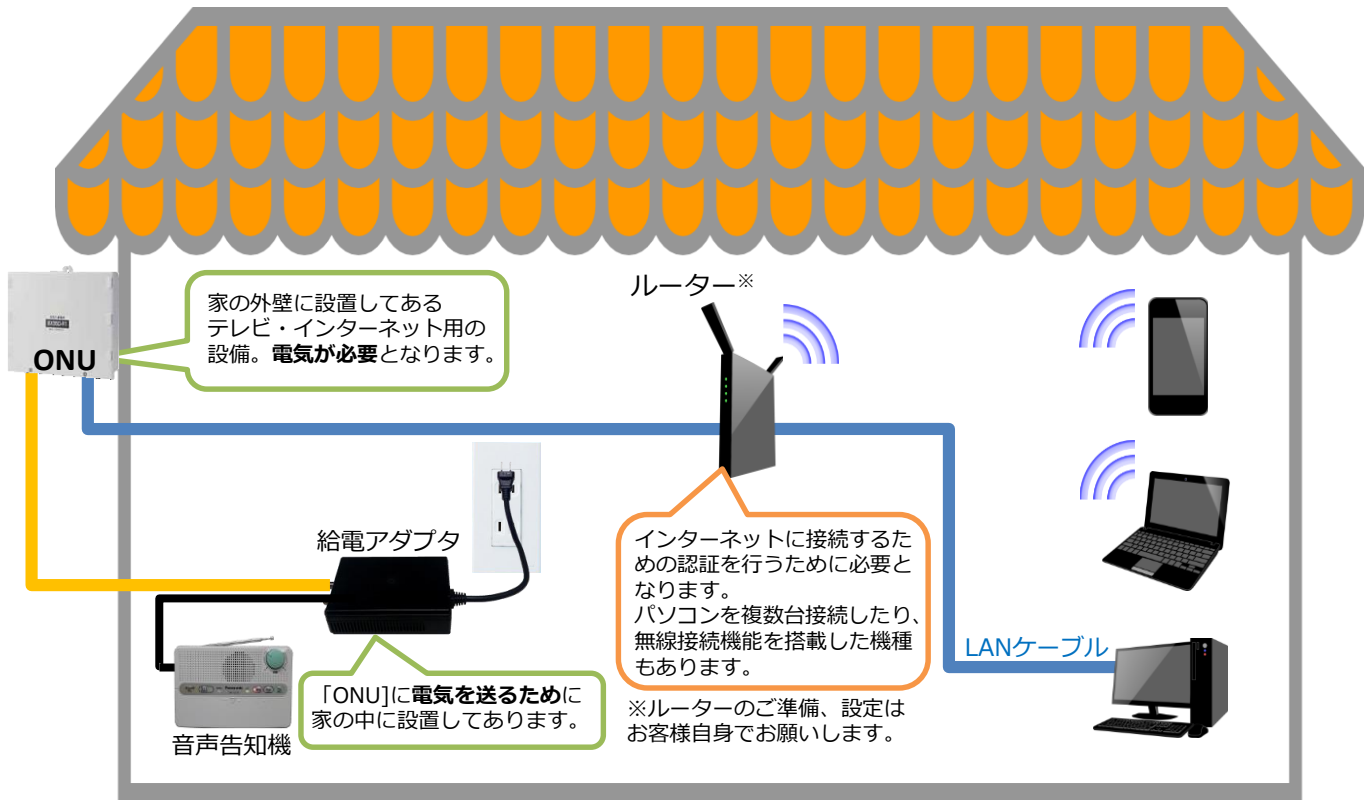 家の外壁に設置してある
テレビ・インターネット用の
設備。電気が必要となります。
ONU
ルーター※
給電アダプタ
インターネットに接続するた
めの認証を行うために必要と
なります。
パソコンを複数台接続したり、
無線接続機能を搭載した機種
もあります。
LANケーブル
「ONU]に電気を送るために
家の中に設置してあります。
音声告知機
※ルーターのご準備、設定は
お客様自身でお願いします。